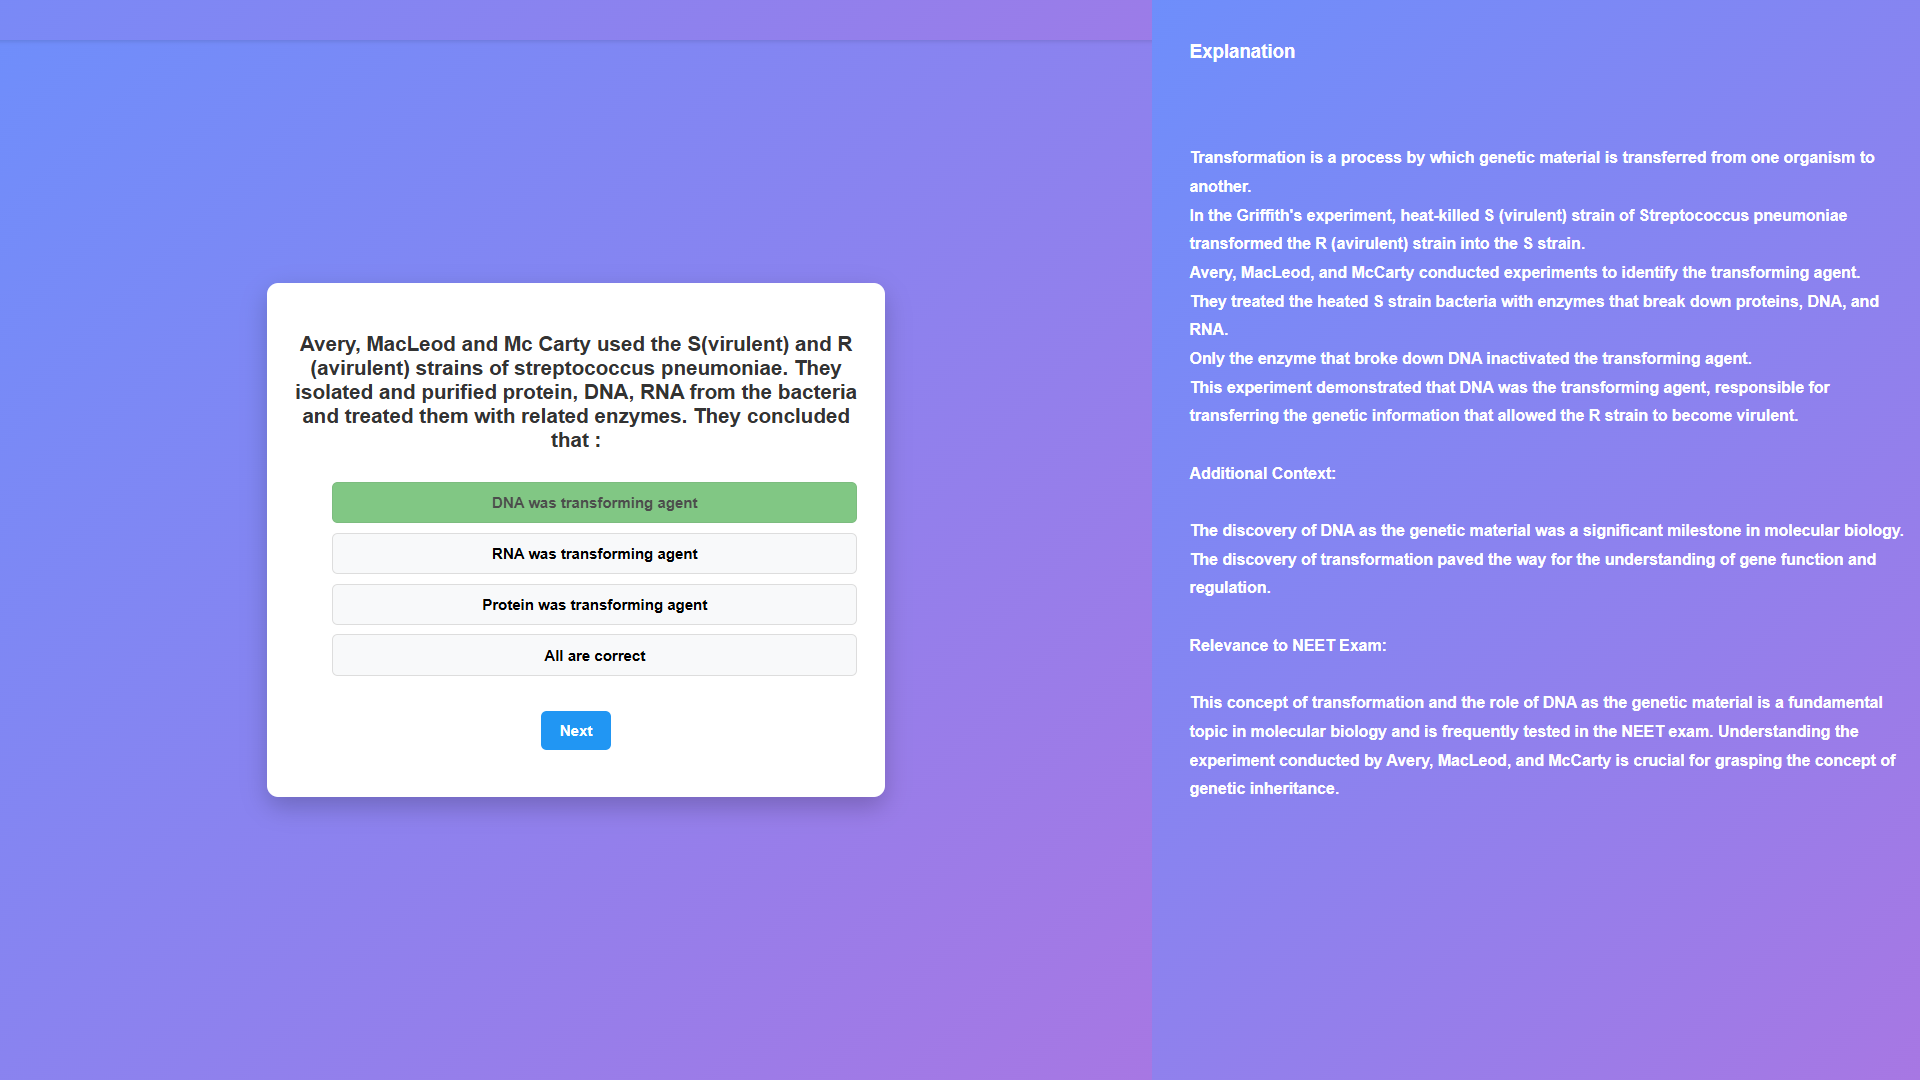 Avery, MacLeod and Mc Carty used the S(virulent) and R
(avirulent) strains of streptococcus pneumoniae. They
isolated and purified protein, DNA, RNA from the bacteria
and treated them with related enzymes. They concluded
that :
DNA was transforming agent
RNA was transforming agent
Protein was transforming agent
All are correct
Next
Explanation
Transformation is a process by which genetic material is transferred from one organism to
another.
In the Griffith's experiment, heat-killed S (virulent) strain of Streptococcus pneumoniae
transformed the R (avirulent) strain into the S strain.
Avery, MacLeod, and McCarty conducted experiments to identify the transforming agent.
They treated the heated S strain bacteria with enzymes that break down proteins, DNA, and
RNA.
Only the enzyme that broke down DNA inactivated the transforming agent.
This experiment demonstrated that DNA was the transforming agent, responsible for
transferring the genetic information that allowed the R strain to become virulent.
Additional Context:
The discovery of DNA as the genetic material was a significant milestone in molecular biology.
The discovery of transformation paved the way for the understanding of gene function and
regulation.
Relevance to NEET Exam:
This concept of transformation and the role of DNA as the genetic material is a fundamental
topic in molecular biology and is frequently tested in the NEET exam. Understanding the
experiment conducted by Avery, MacLeod, and McCarty is crucial for grasping the concept of
genetic inheritance.